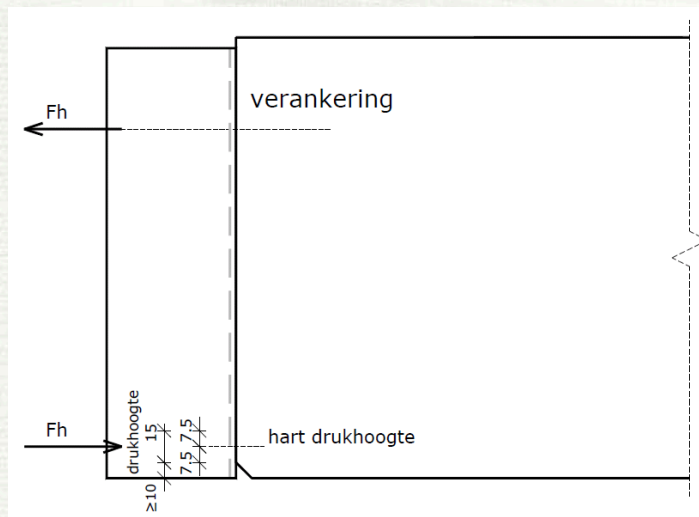 verankering
Fh
Fh
drukhoogte
15
7,5
7,5
≥10
hart drukhoogte